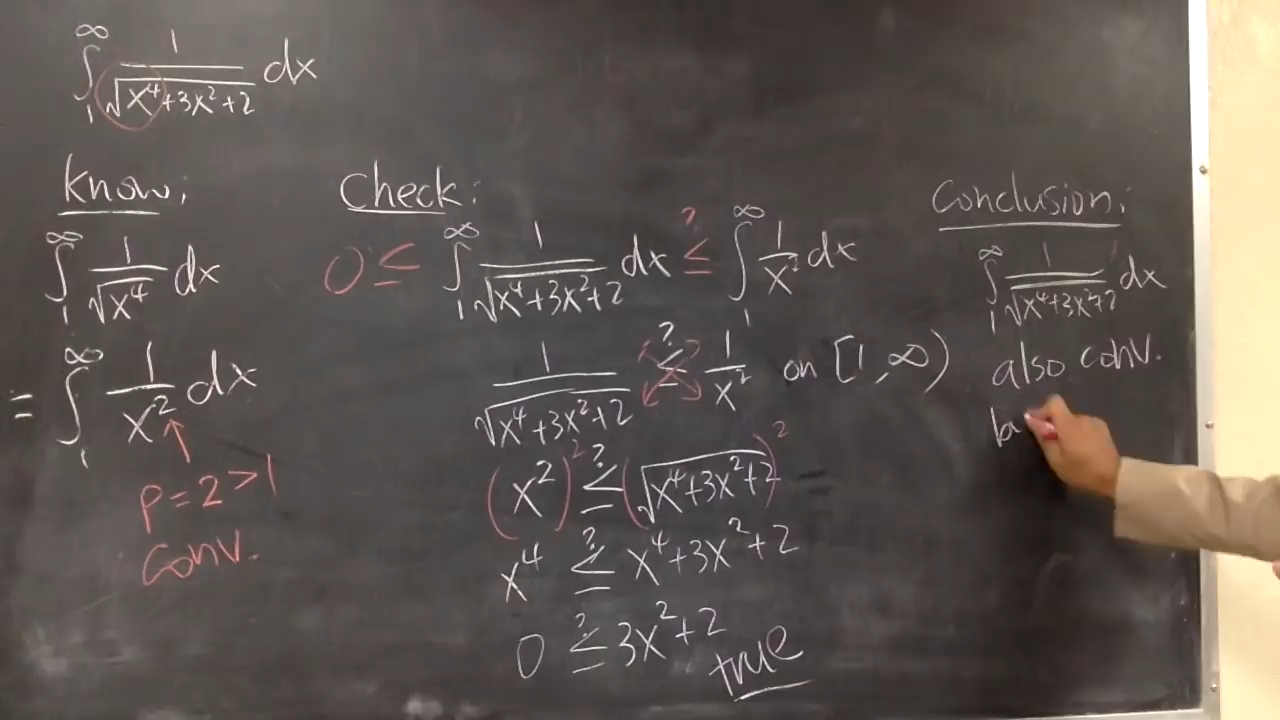 ∫₁^∞ 1/√(x⁴+3x²+2) dx
Know:
∫₁^∞ 1/√(x⁴) dx
= ∫₁^∞ 1/x² dx
P=2>1
Conv.
Check:
0 ≤ ∫₁^∞ 1/√(x⁴+3x²+2) dx ≤? ∫₁^∞ 1/x² dx
1/√(x⁴+3x²+2) ≤? 1/x² on [1,∞)
(x²)² ≤? (√(x⁴+3x²+2))²
x⁴ ≤? x⁴+3x²+2
0 ≤? 3x²+2
true
Conclusion:
∫₁^∞ 1/√(x⁴+3x²+2) dx
also conv.